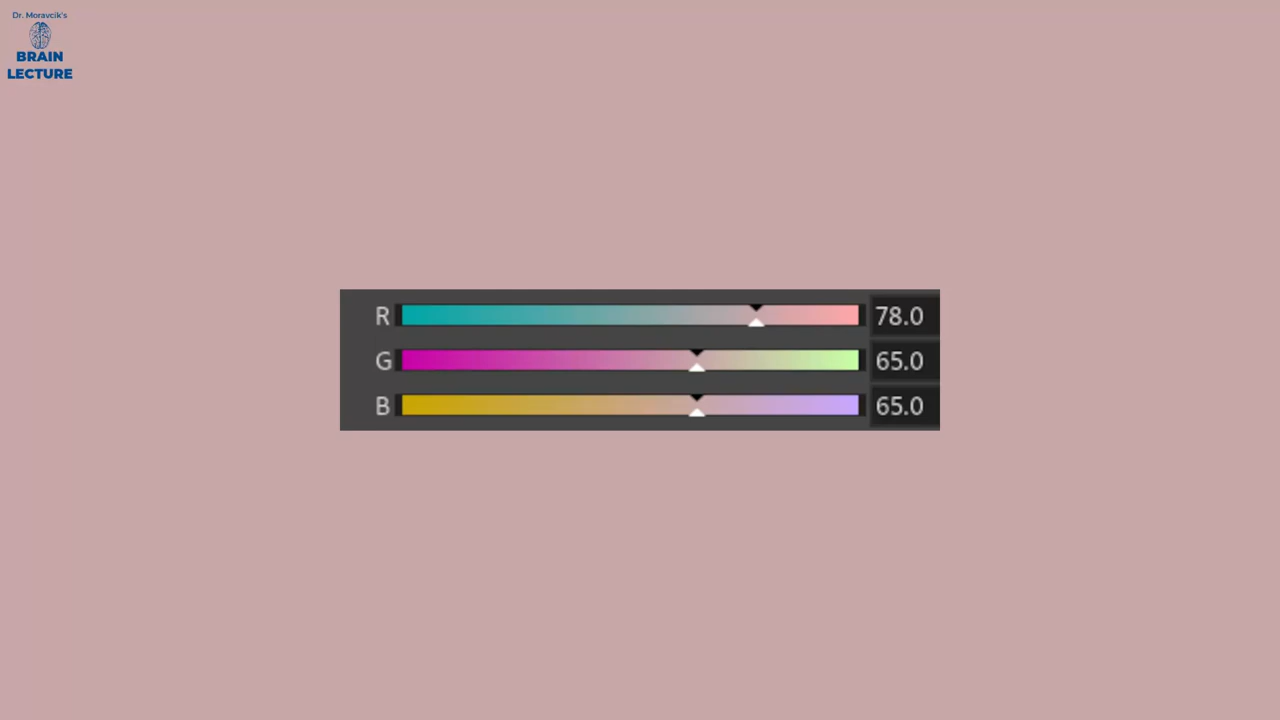 Dr. Moravcik's
BRAIN
LECTURE
R 78.0
G 65.0
B 65.0